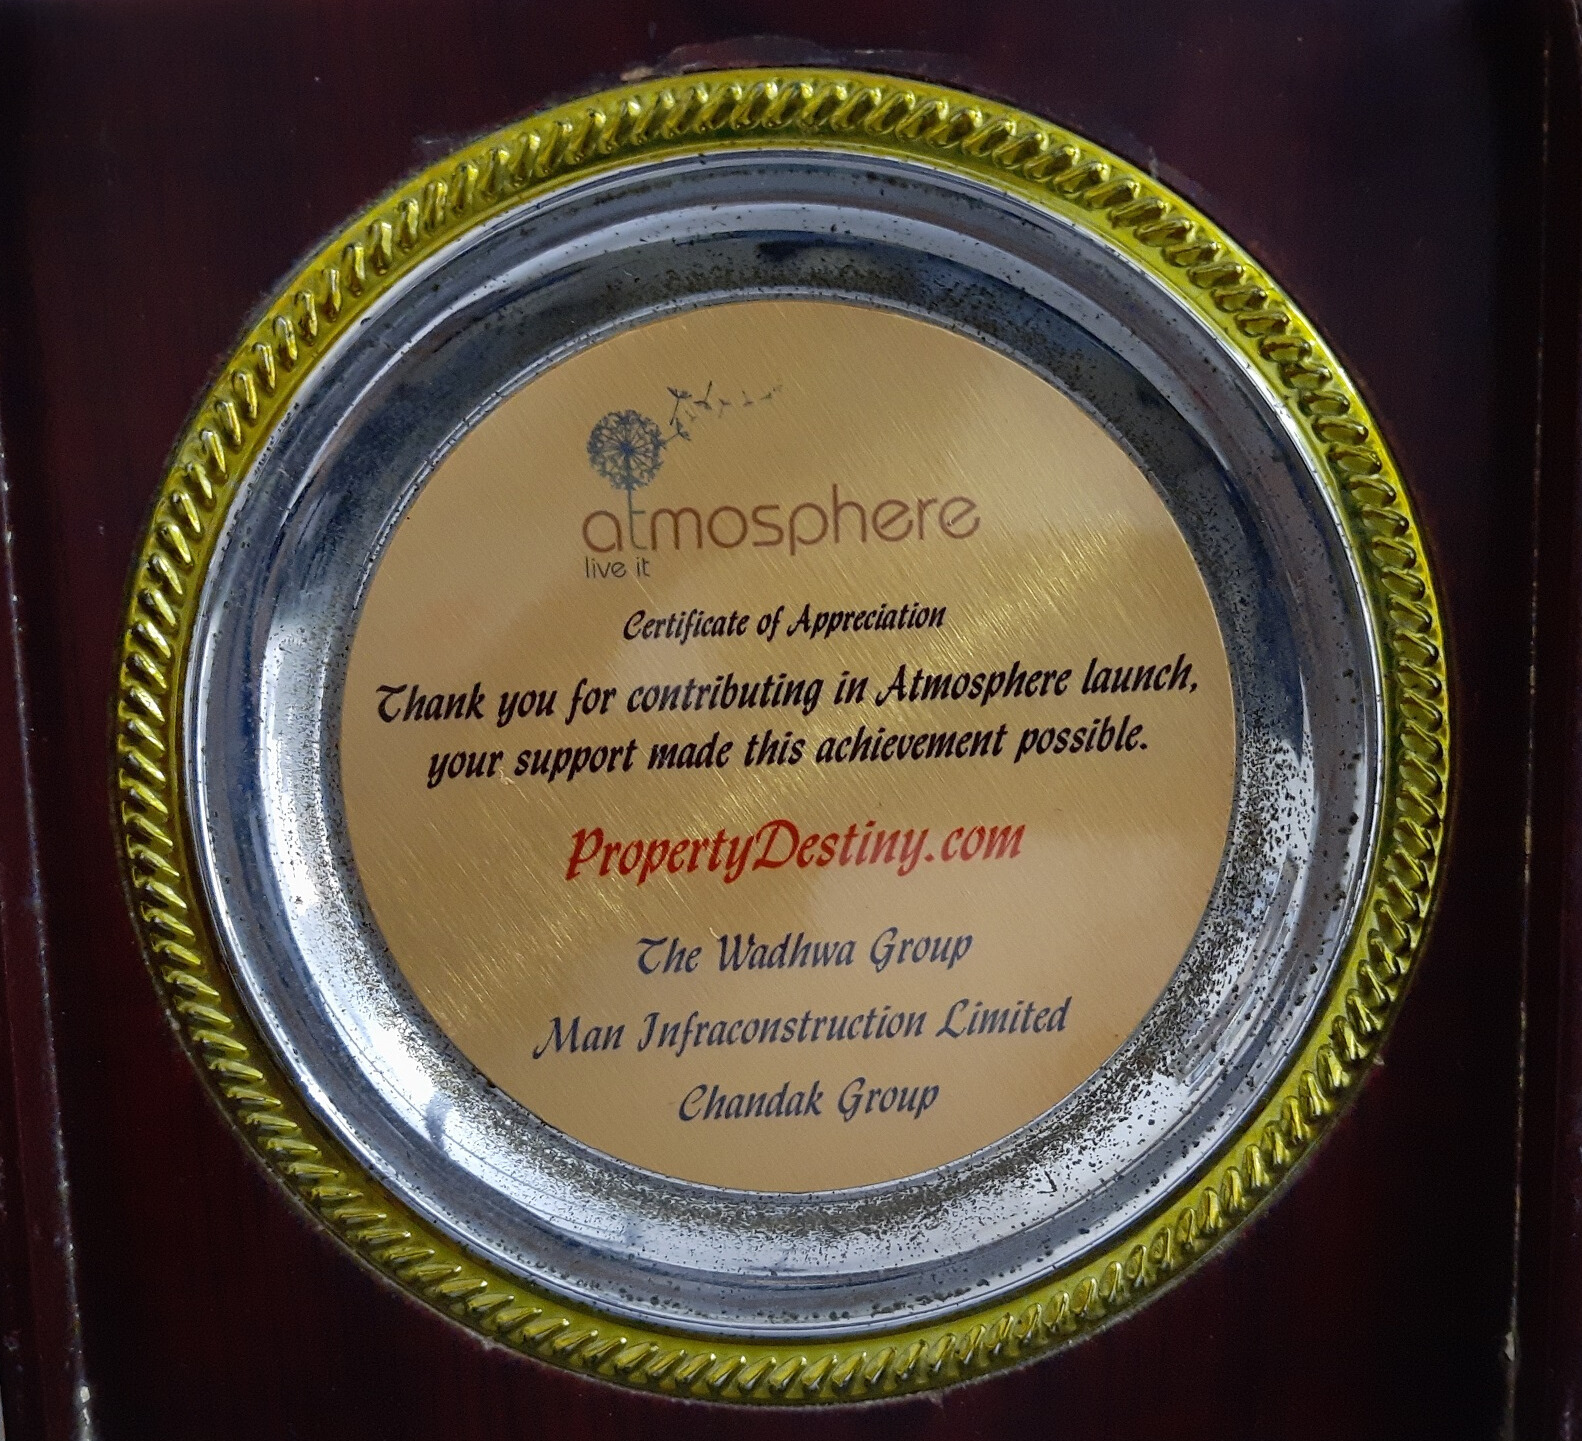 atmosphere
live it
Certificate of Appreciation
Thank you for contributing in Atmosphere launch,
your support made this achievement possible.
PropertyDestiny.com
The Wadhwa Group
Man Infraconstruction Limited
Chandak Group